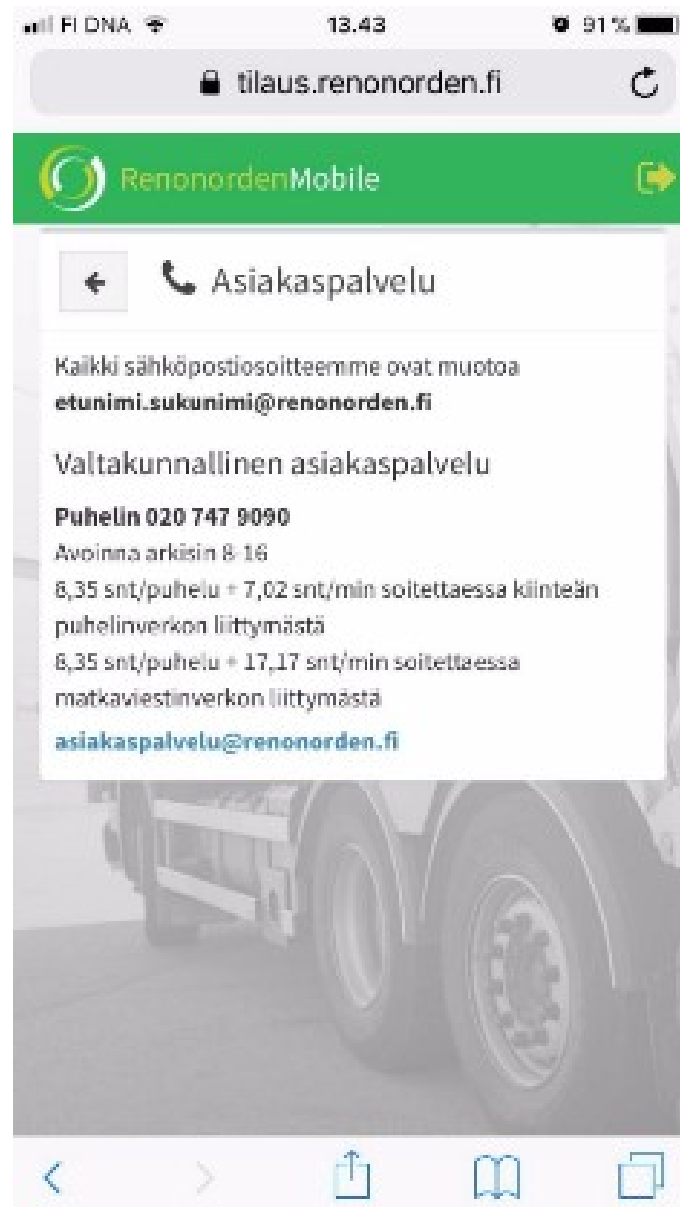 FI DNA 13.43 91 %
tilaus.renonorden.fi
RenonordenMobile
Asiakaspalvelu
Kaikki sähköpostiosoitteemme ovat muotoa
etunimi.sukunimi@renonorden.fi
Valtakunnallinen asiakaspalvelu
Puhelin 020 747 9090
Avoinna arkisin 8-16
8,35 snt/puhelu + 7,02 snt/min soitettaessa kiinteän
puhelinverkon liittymästä
8,35 snt/puhelu + 17,17 snt/min soitettaessa
matkaviestinverkon liittymästä
asiakaspalvelu@renonorden.fi